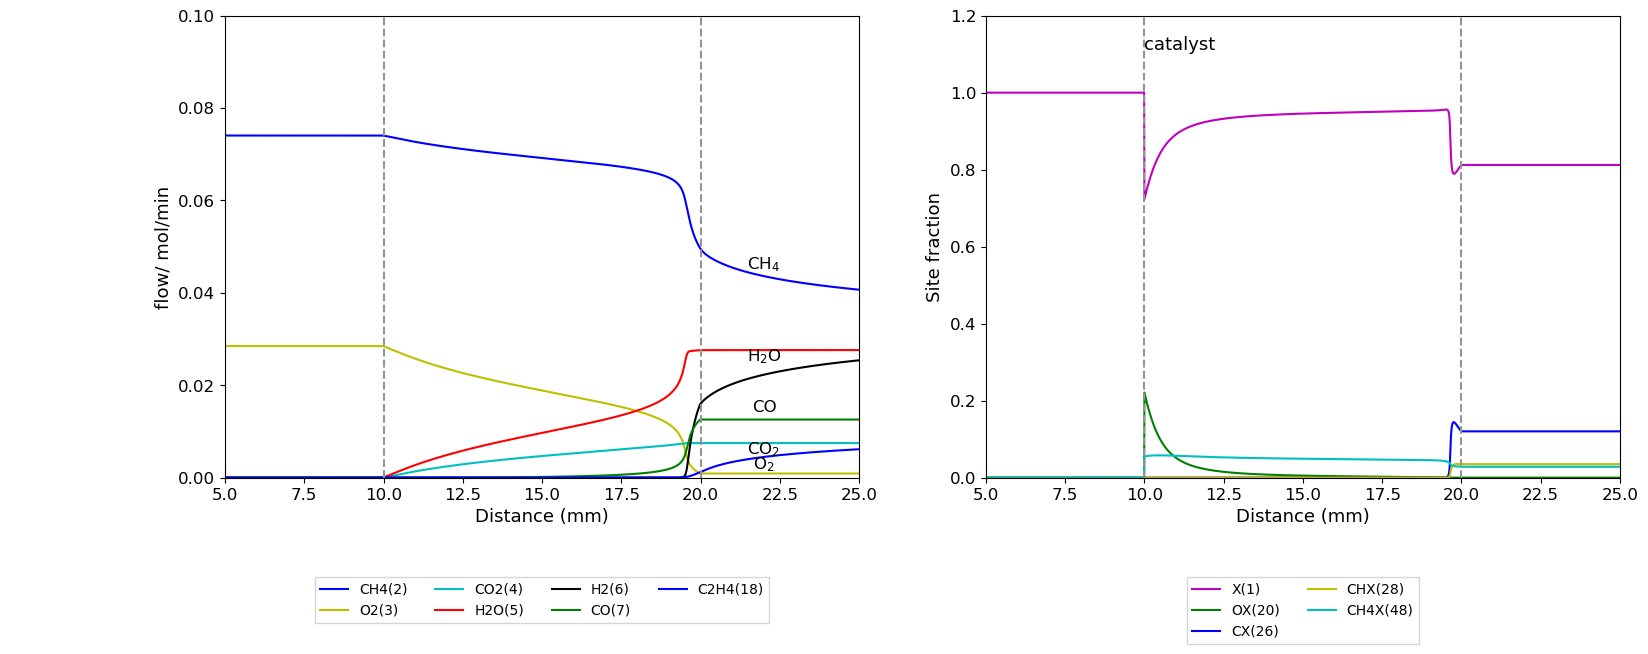 0.10
0.08
0.06
0.04
0.02
0.00
flow/ mol/min
CH4
H2O
CO
CO2
O2
5.0 7.5 10.0 12.5 15.0 17.5 20.0 22.5 25.0
Distance (mm)
CH4(2) CO2(4) H2(6) C2H4(18)
O2(3) H2O(5) CO(7)
1.2
1.0
0.8
0.6
0.4
0.2
0.0
Site fraction
catalyst
5.0 7.5 10.0 12.5 15.0 17.5 20.0 22.5 25.0
Distance (mm)
X(1) CHX(28)
OX(20) CH4X(48)
CX(26)